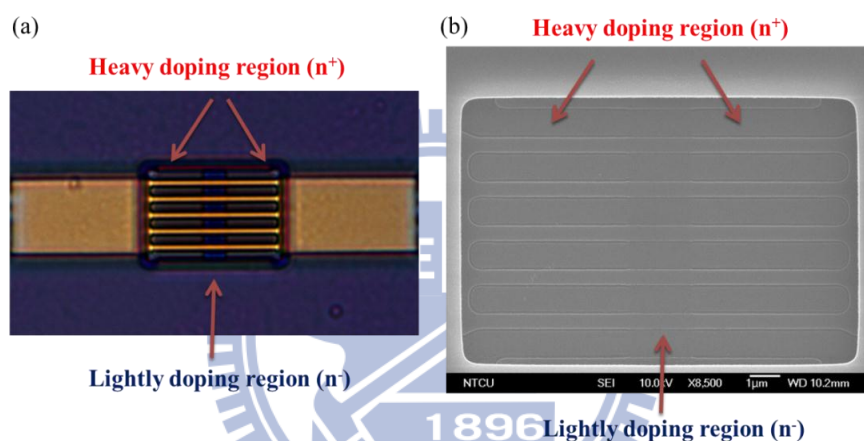 (a)
Heavy doping region (n⁺)
Lightly doping region (n⁻)
(b)
Heavy doping region (n⁺)
NTCU SEI 10.0kV X8,500 1μm WD 10.2mm
Lightly doping region (n⁻)
1896